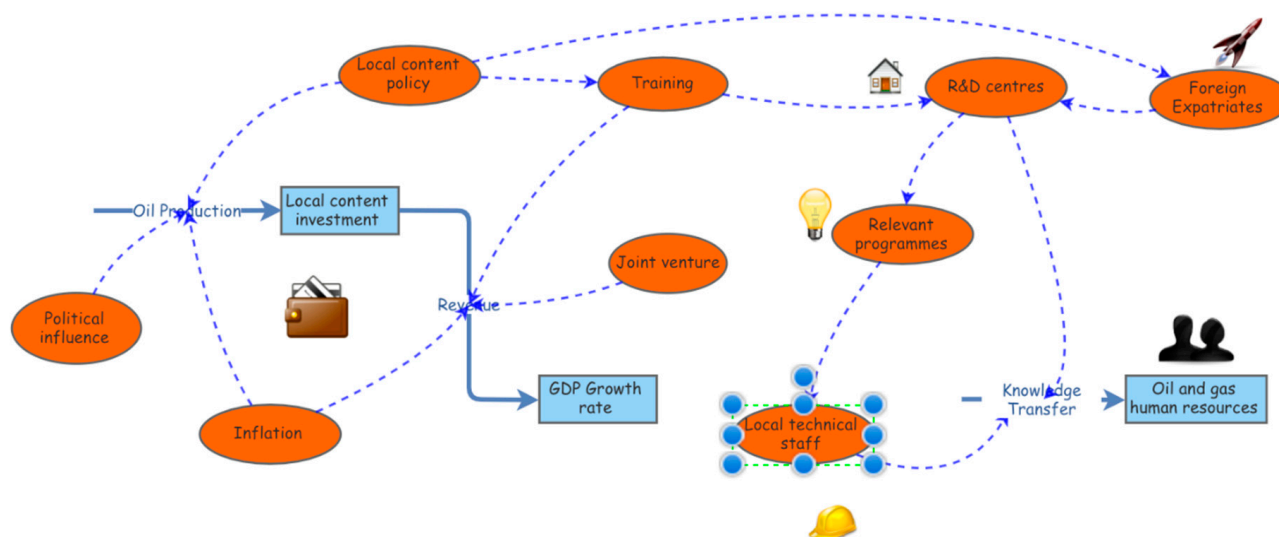 Local content
policy
Training
R&D centres
Foreign
Expatriates
Oil Production
Local content
investment
Relevant
programmes
Joint venture
Political
influence
Revenue
GDP Growth
rate
Knowledge
Transfer
Oil and gas
human resources
Inflation
Local technical
staff